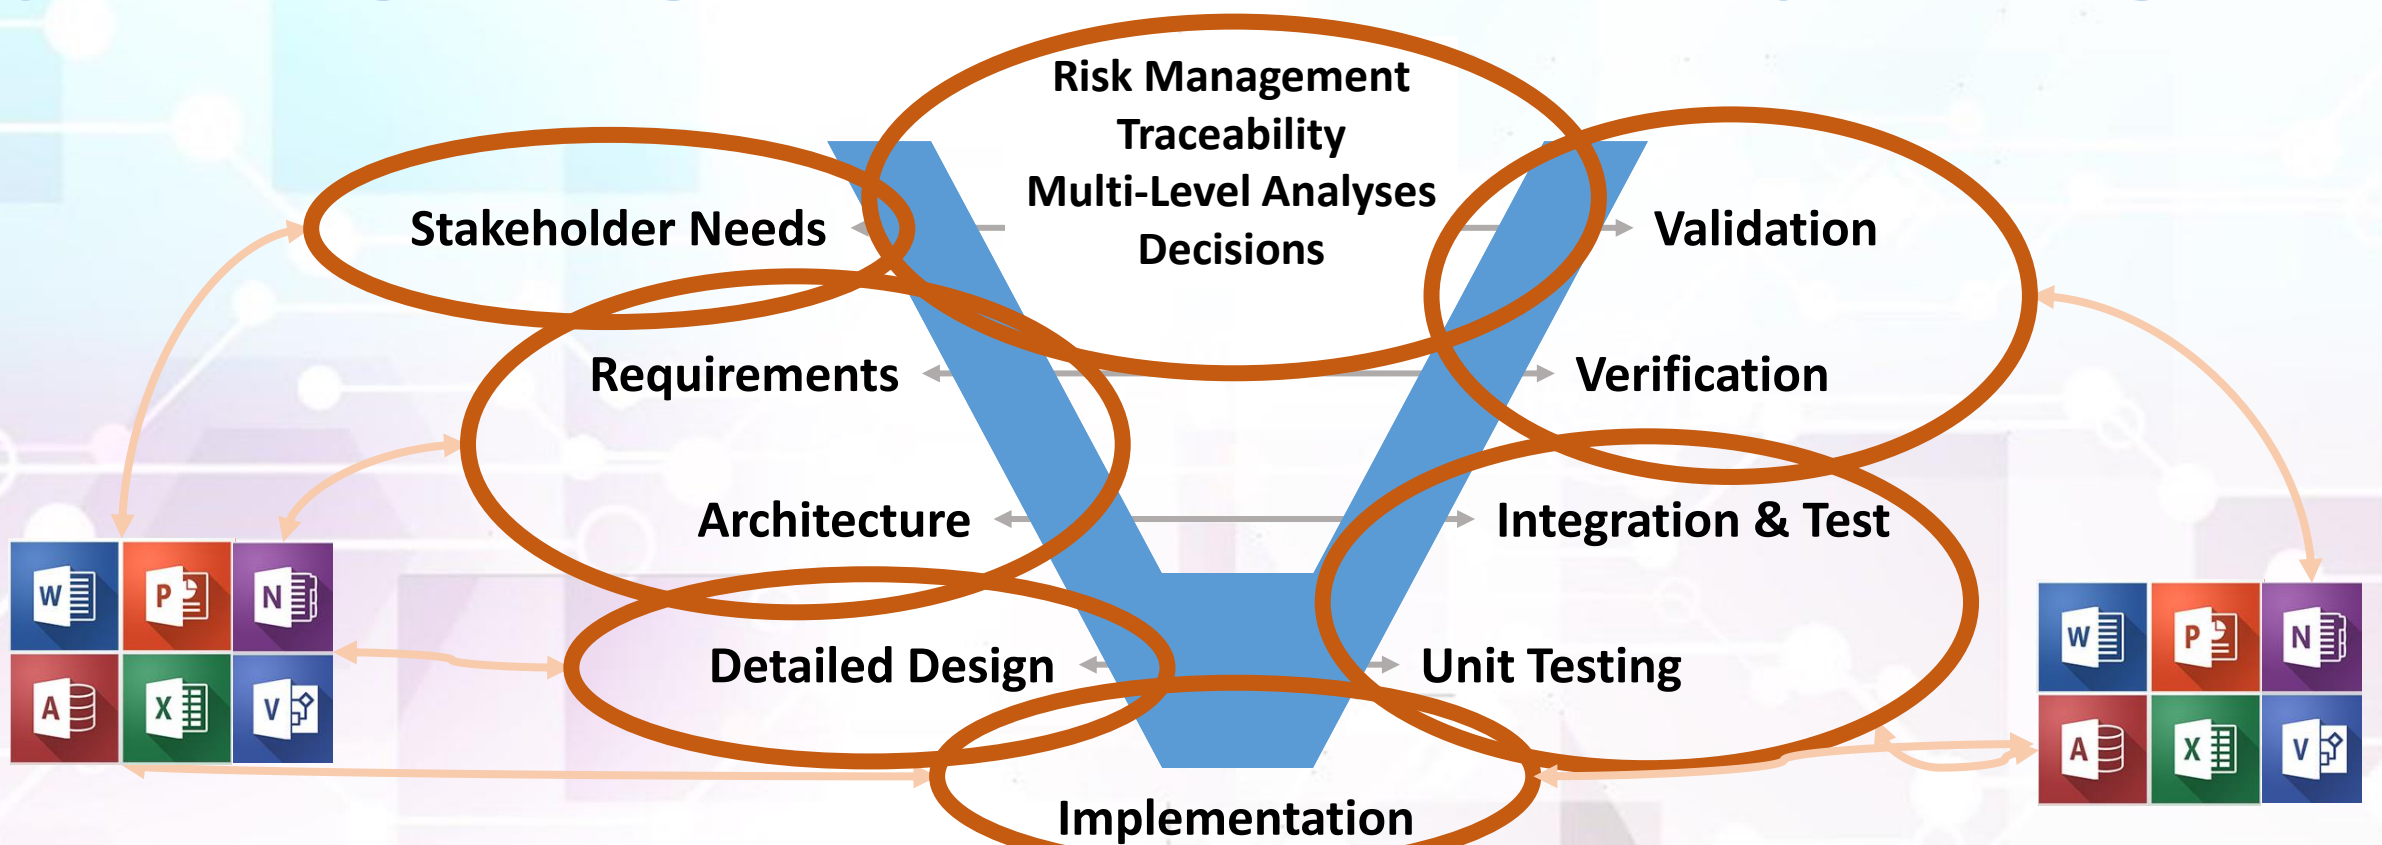 Risk Management
Traceability
Multi-Level Analyses
Decisions
Stakeholder Needs
Validation
Requirements
Verification
Architecture
Integration & Test
Detailed Design
Unit Testing
Implementation
W P N
A X V
W P N
A X V